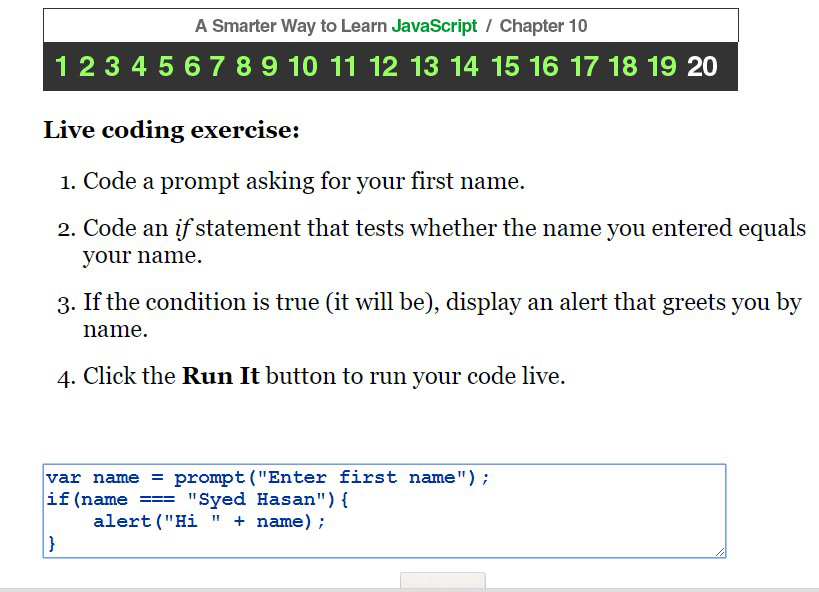 A Smarter Way to Learn JavaScript / Chapter 10
1 2 3 4 5 6 7 8 9 10 11 12 13 14 15 16 17 18 19 20
Live coding exercise:
1. Code a prompt asking for your first name.
2. Code an if statement that tests whether the name you entered equals
your name.
3. If the condition is true (it will be), display an alert that greets you by
name.
4. Click the Run It button to run your code live.
var name = prompt("Enter first name");
if(name === "Syed Hasan"){
    alert("Hi " + name);
}